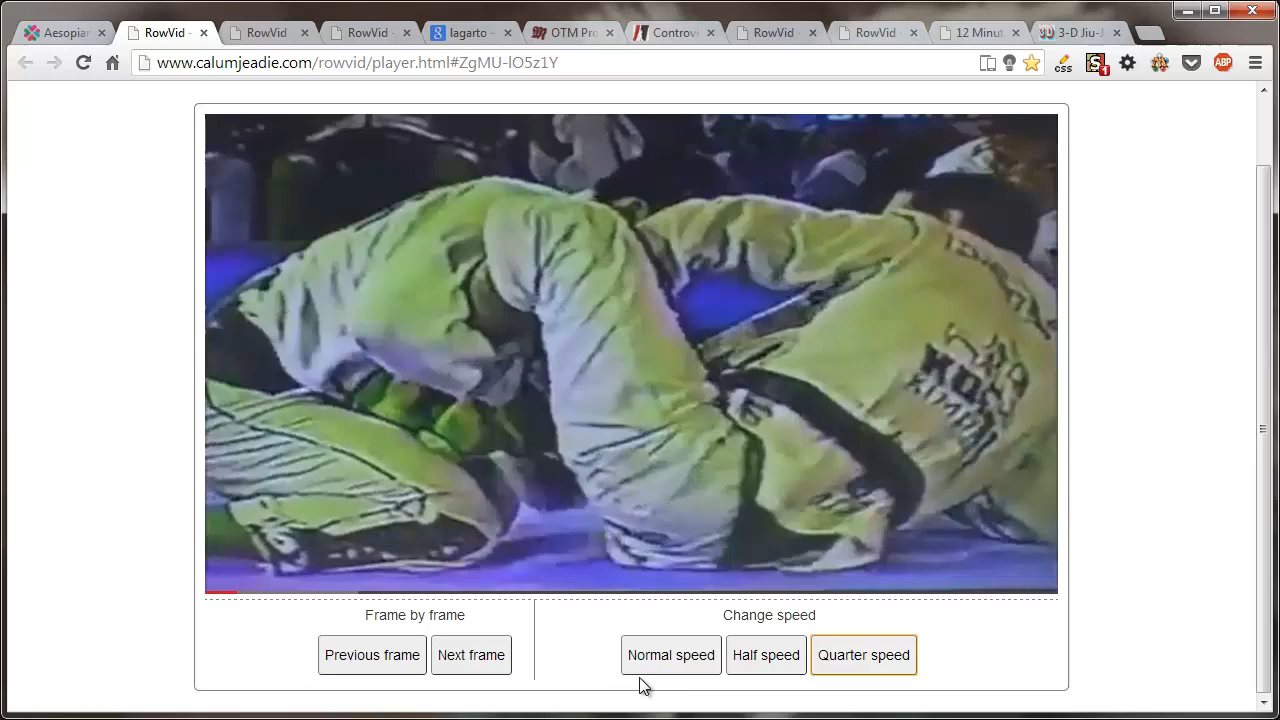 Aesopiar
RowVid -
RowVid
RowVid -
lagarto -
OTM Pro
Controv
RowVid -
RowVid -
12 Minut
3-D Jiu-J
www.calumjeadie.com/rowvid/player.html#ZgMU-lO5z1Y
css
S
1
ABP
Frame by frame
Change speed
Previous frame
Next frame
Normal speed
Half speed
Quarter speed